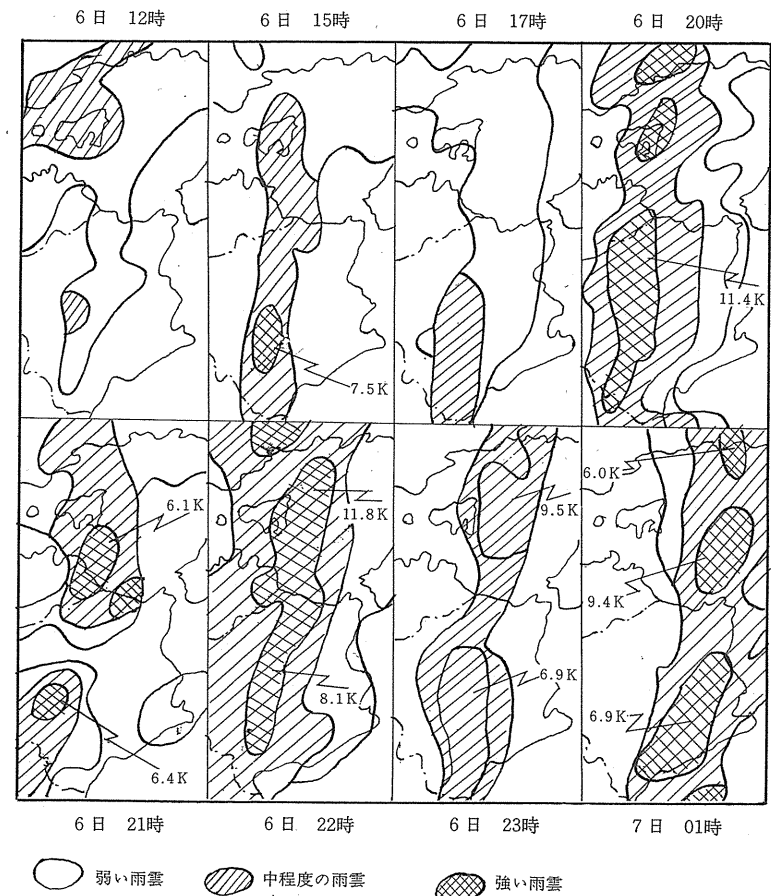 6日 12時
6日 15時
6日 17時
6日 20時
11.4K
7.5K
6.1K
11.8K
9.5K
6.0K
9.4K
8.1K
6.9K
6.9K
6.4K
6日 21時
6日 22時
6日 23時
7日 01時
弱い雨雲
中程度の雨雲
強い雨雲